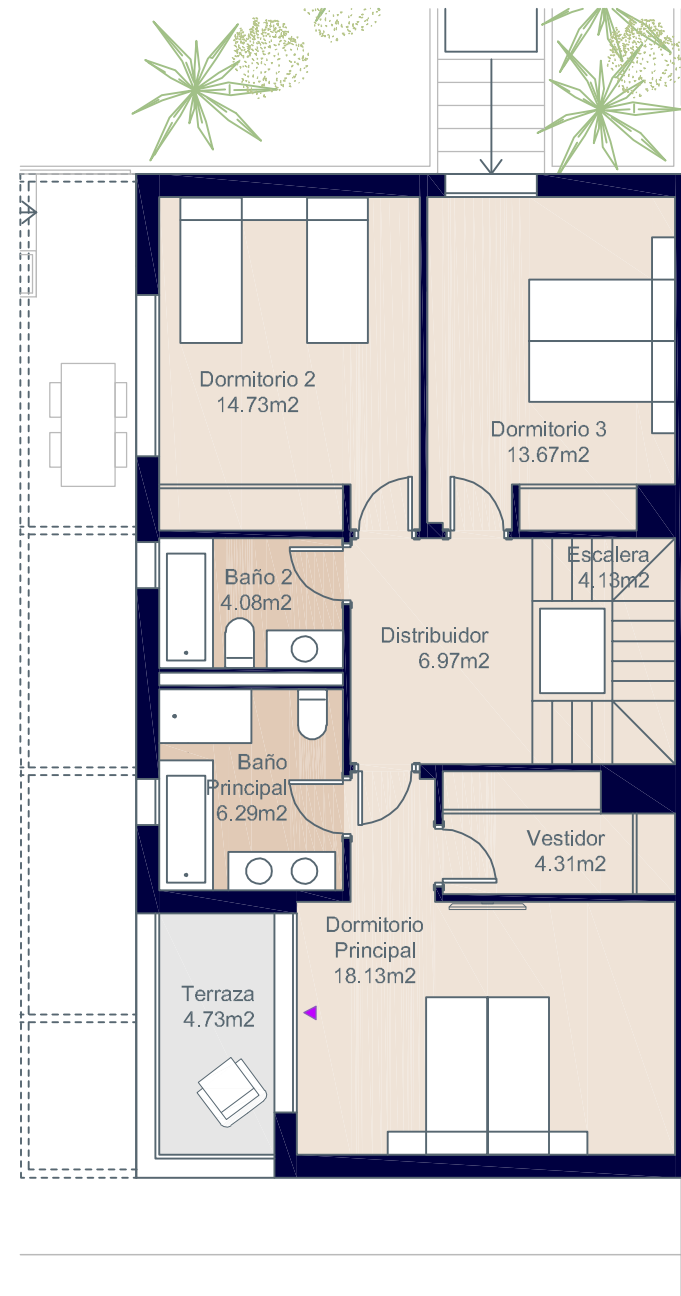 Dormitorio 2
14.73m2
Dormitorio 3
13.67m2
Escalera
4.13m2
Baño 2
4.08m2
Distribuidor
6.97m2
Baño
Principal
6.29m2
Vestidor
4.31m2
Dormitorio
Principal
18.13m2
Terraza
4.73m2